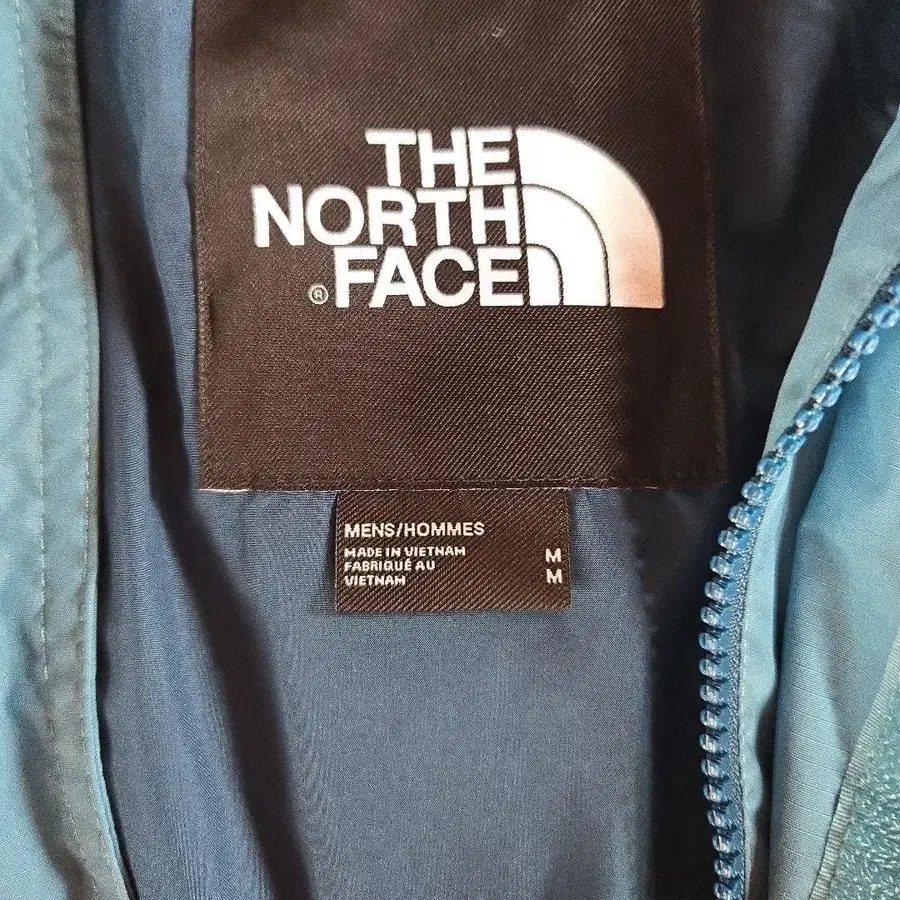 THE
NORTH
® FACE
MENS/HOMMES
MADE IN VIETNAM M
FABRIQUÉ AU M
VIETNAM